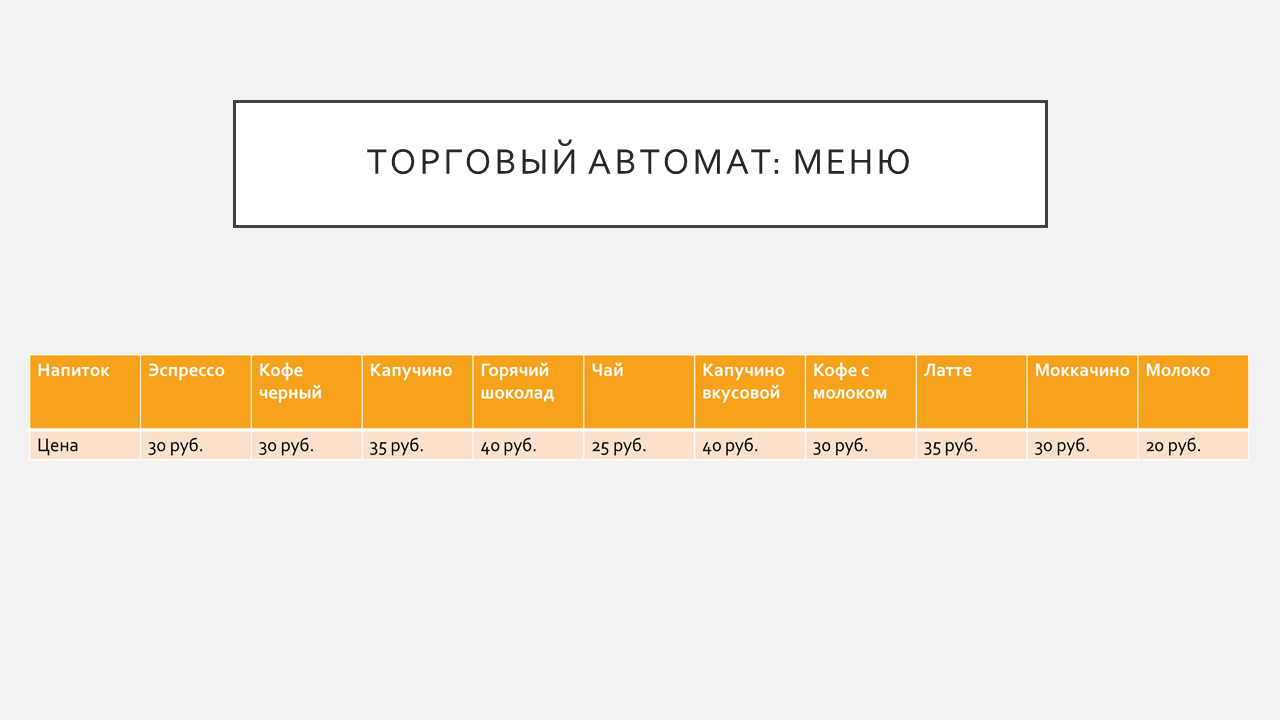 ТОРГОВЫЙ АВТОМАТ: МЕНЮ
Напиток Эспрессо Кофе черный Капучино Горячий шоколад Чай Капучино вкусовой Кофе с молоком Латте Моккачино Молоко
Цена 30 руб. 30 руб. 35 руб. 40 руб. 25 руб. 40 руб. 30 руб. 35 руб. 30 руб. 20 руб.